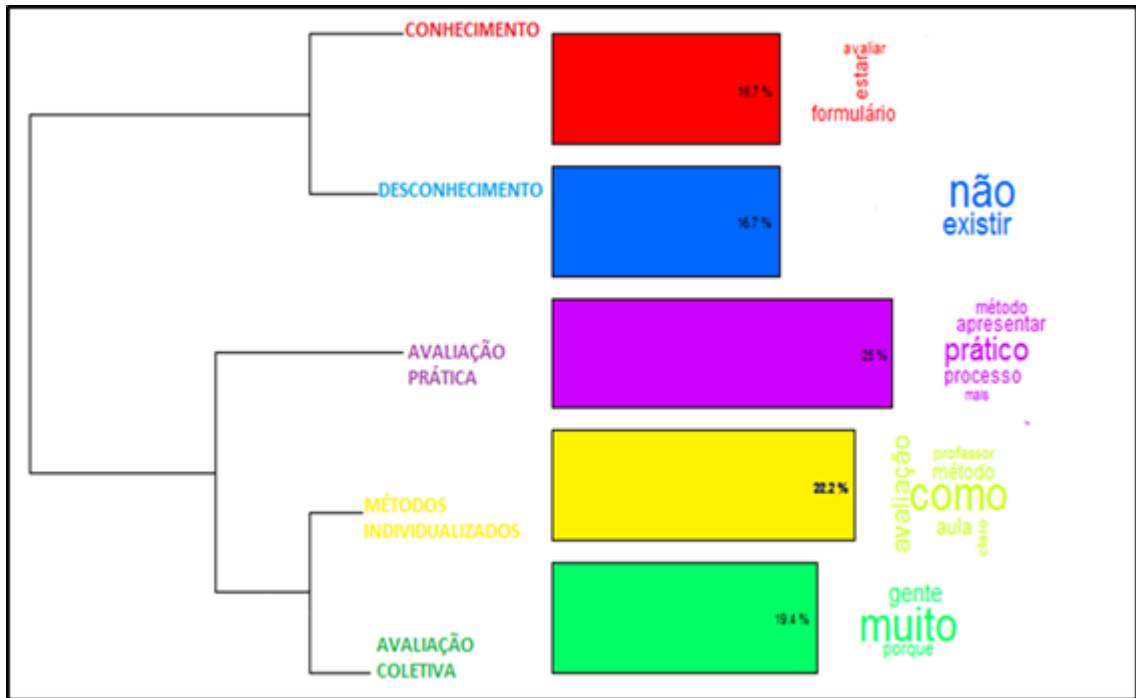 CONHECIMENTO
16.7 %
avaliar
estar
formulário
DESCONHECIMENTO
16.7 %
não
existir
AVALIAÇÃO
PRÁTICA
25 %
método
apresentar
prático
processo
mais
MÉTODOS
INDIVIDUALIZADOS
22.2 %
avaliação
professor
método
como
aula
claro
AVALIAÇÃO
COLETIVA
19.4 %
gente
muito
porque